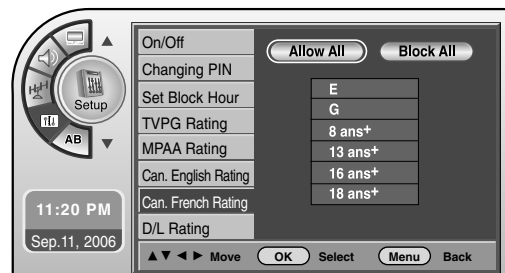 Setup
AB
11:20 PM
Sep.11, 2006
On/Off
Changing PIN
Set Block Hour
TVPG Rating
MPAA Rating
Can. English Rating
Can. French Rating
D/L Rating
Allow All Block All
E
G
8 ans+
13 ans+
16 ans+
18 ans+
▲▼◄► Move OK Select Menu Back